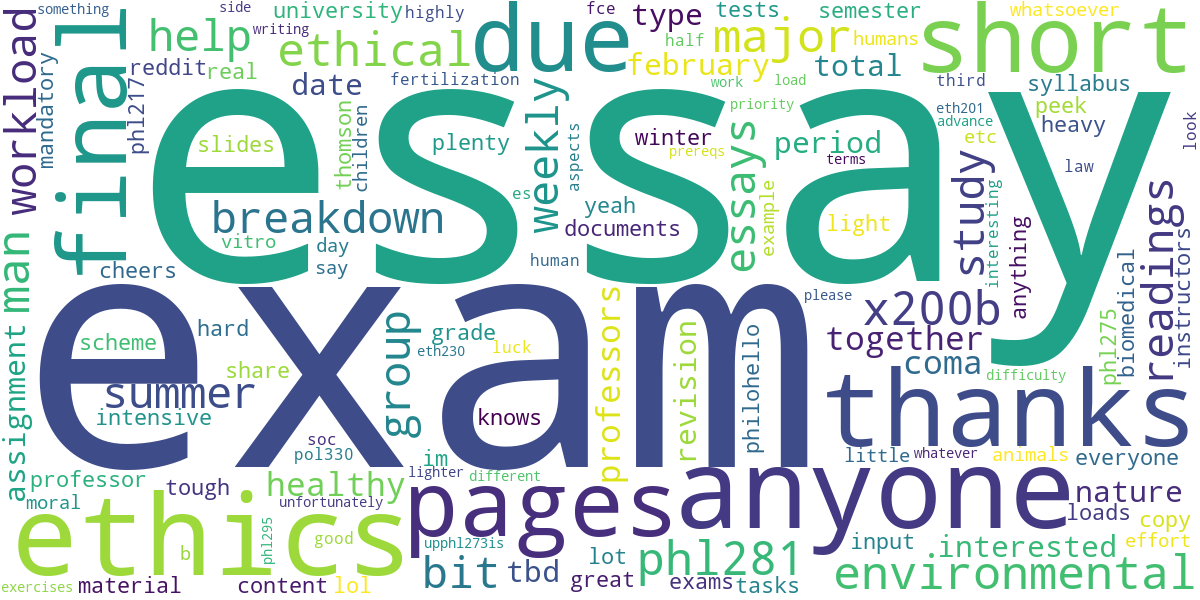 something
side
university
highly
fce
type
tests
semester
whatsoever
writing
help
ethical
due
half
major
humans
short
final
workload
mandatory
reddit
real
date
fertilization
february
work
load
total
third
syllabus
phl217
essay
slides
thomson
children
plenty
weekly
aspects
winter
essays
priority
prereqs
period
terms
eth201
advance
peek
etc
heavy
look
law
breakdown
es
yeah
documents
example
light
study
interesting
anything
readings
vitro
day
say
cheers
human
man
biomedical
instructors
exam
please
x200b
scheme
hard
group
grade
eth230
luck
professors
revision
philohello
together
coma
phl275
difficulty
share
summer
intensive
knows
thanks
assignment
soc
pol330
im
lighter
different
little
whatever
animals
everyone
professor
moral
tough
healthy
unfortunately
pages
anyone
nature
loads
copy
effort
ethics
b
phl295
good
upphl273is
input
interested
lot
phl281
exercises
material
content
lol
bit
tbd
great
exams
tasks
environmental